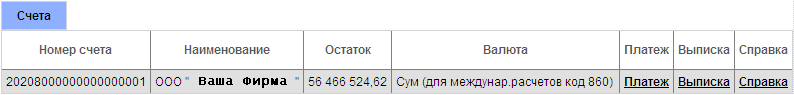 Счета
Номер счета Наименование Остаток Валюта Платеж Выписка Справка
20208000000000000001 ООО " Ваша Фирма " 56 466 524,62 Сум (для междунар.расчетов код 860) Платеж Выписка Справка